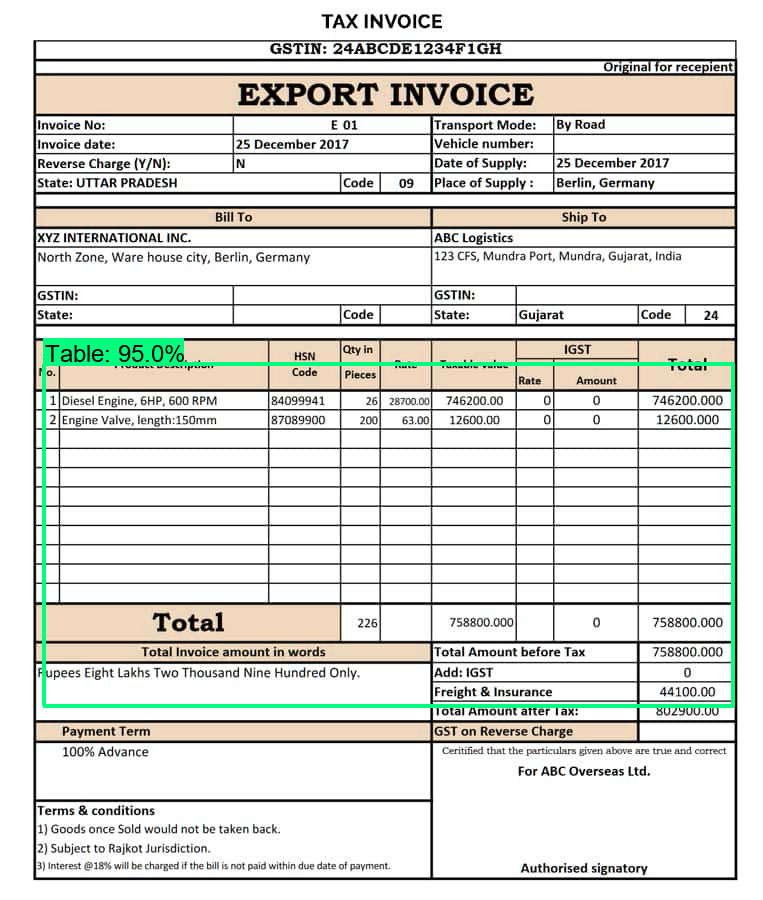 TAX INVOICE
GSTIN: 24ABCDE1234F1GH
Original for recepient
EXPORT INVOICE
Invoice No: E 01 Transport Mode: By Road
Invoice date: 25 December 2017 Vehicle number:
Reverse Charge (Y/N): N Date of Supply: 25 December 2017
State: UTTAR PRADESH Code 09 Place of Supply : Berlin, Germany
Bill To Ship To
XYZ INTERNATIONAL INC. ABC Logistics
North Zone, Ware house city, Berlin, Germany 123 CFS, Mundra Port, Mundra, Gujarat, India
GSTIN: GSTIN:
State: Code State: Gujarat Code 24
Table: 95.0%
No. Product Description HSN Code Qty in Pieces Rate Taxable value IGST Total
Rate Amount
1 Diesel Engine, 6HP, 600 RPM 84099941 26 28700.00 746200.00 0 0 746200.000
2 Engine Valve, length:150mm 87089900 200 63.00 12600.00 0 0 12600.000
Total 226 758800.000 0 758800.000
Total Invoice amount in words Total Amount before Tax 758800.000
Rupees Eight Lakhs Two Thousand Nine Hundred Only. Add: IGST 0
Freight & Insurance 44100.00
Total Amount after Tax: 802900.00
Payment Term GST on Reverse Charge
100% Advance Ceritified that the particulars given above are true and correct
For ABC Overseas Ltd.
Terms & conditions
1) Goods once Sold would not be taken back.
2) Subject to Rajkot Jurisdiction.
3) Interest @18% will be charged if the bill is not paid within due date of payment.
Authorised signatory